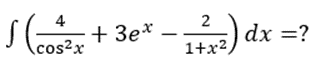 ∫ (4/cos²x + 3eˣ − 2/(1+x²)) dx =?